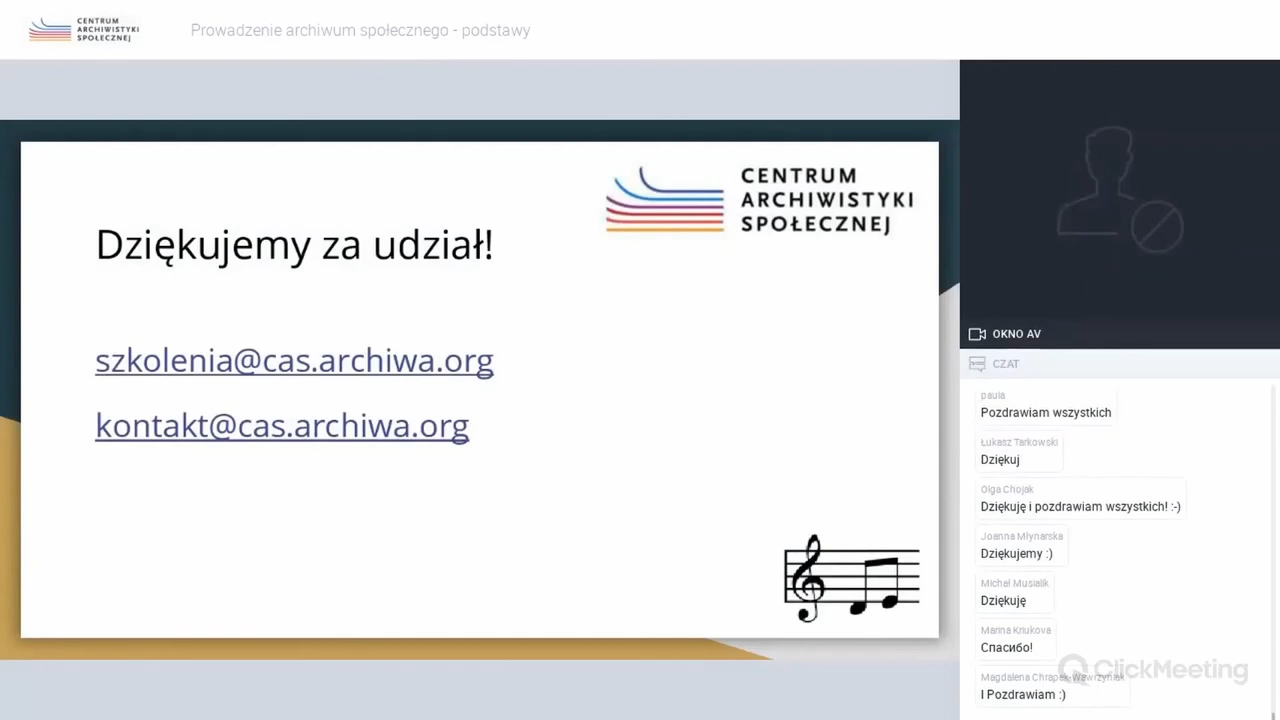 CENTRUM
ARCHIWISTYKI
SPOŁECZNEJ
Prowadzenie archiwum społecznego - podstawy
CENTRUM
ARCHIWISTYKI
SPOŁECZNEJ
Dziękujemy za udział!
szkolenia@cas.archiwa.org
kontakt@cas.archiwa.org
OKNO AV
CZAT
paula
Pozdrawiam wszystkich
Łukasz Tarkowski
Dziękuj
Olga Chojak
Dziękuję i pozdrawiam wszystkich! :-)
Joanna Młynarska
Dziękujemy :)
Michał Musialik
Dziękuję
Marina Kriukova
Спасибо!
ClickMeeting
Magdalena Chrapek-Wawrzyniak
I Pozdrawiam :)